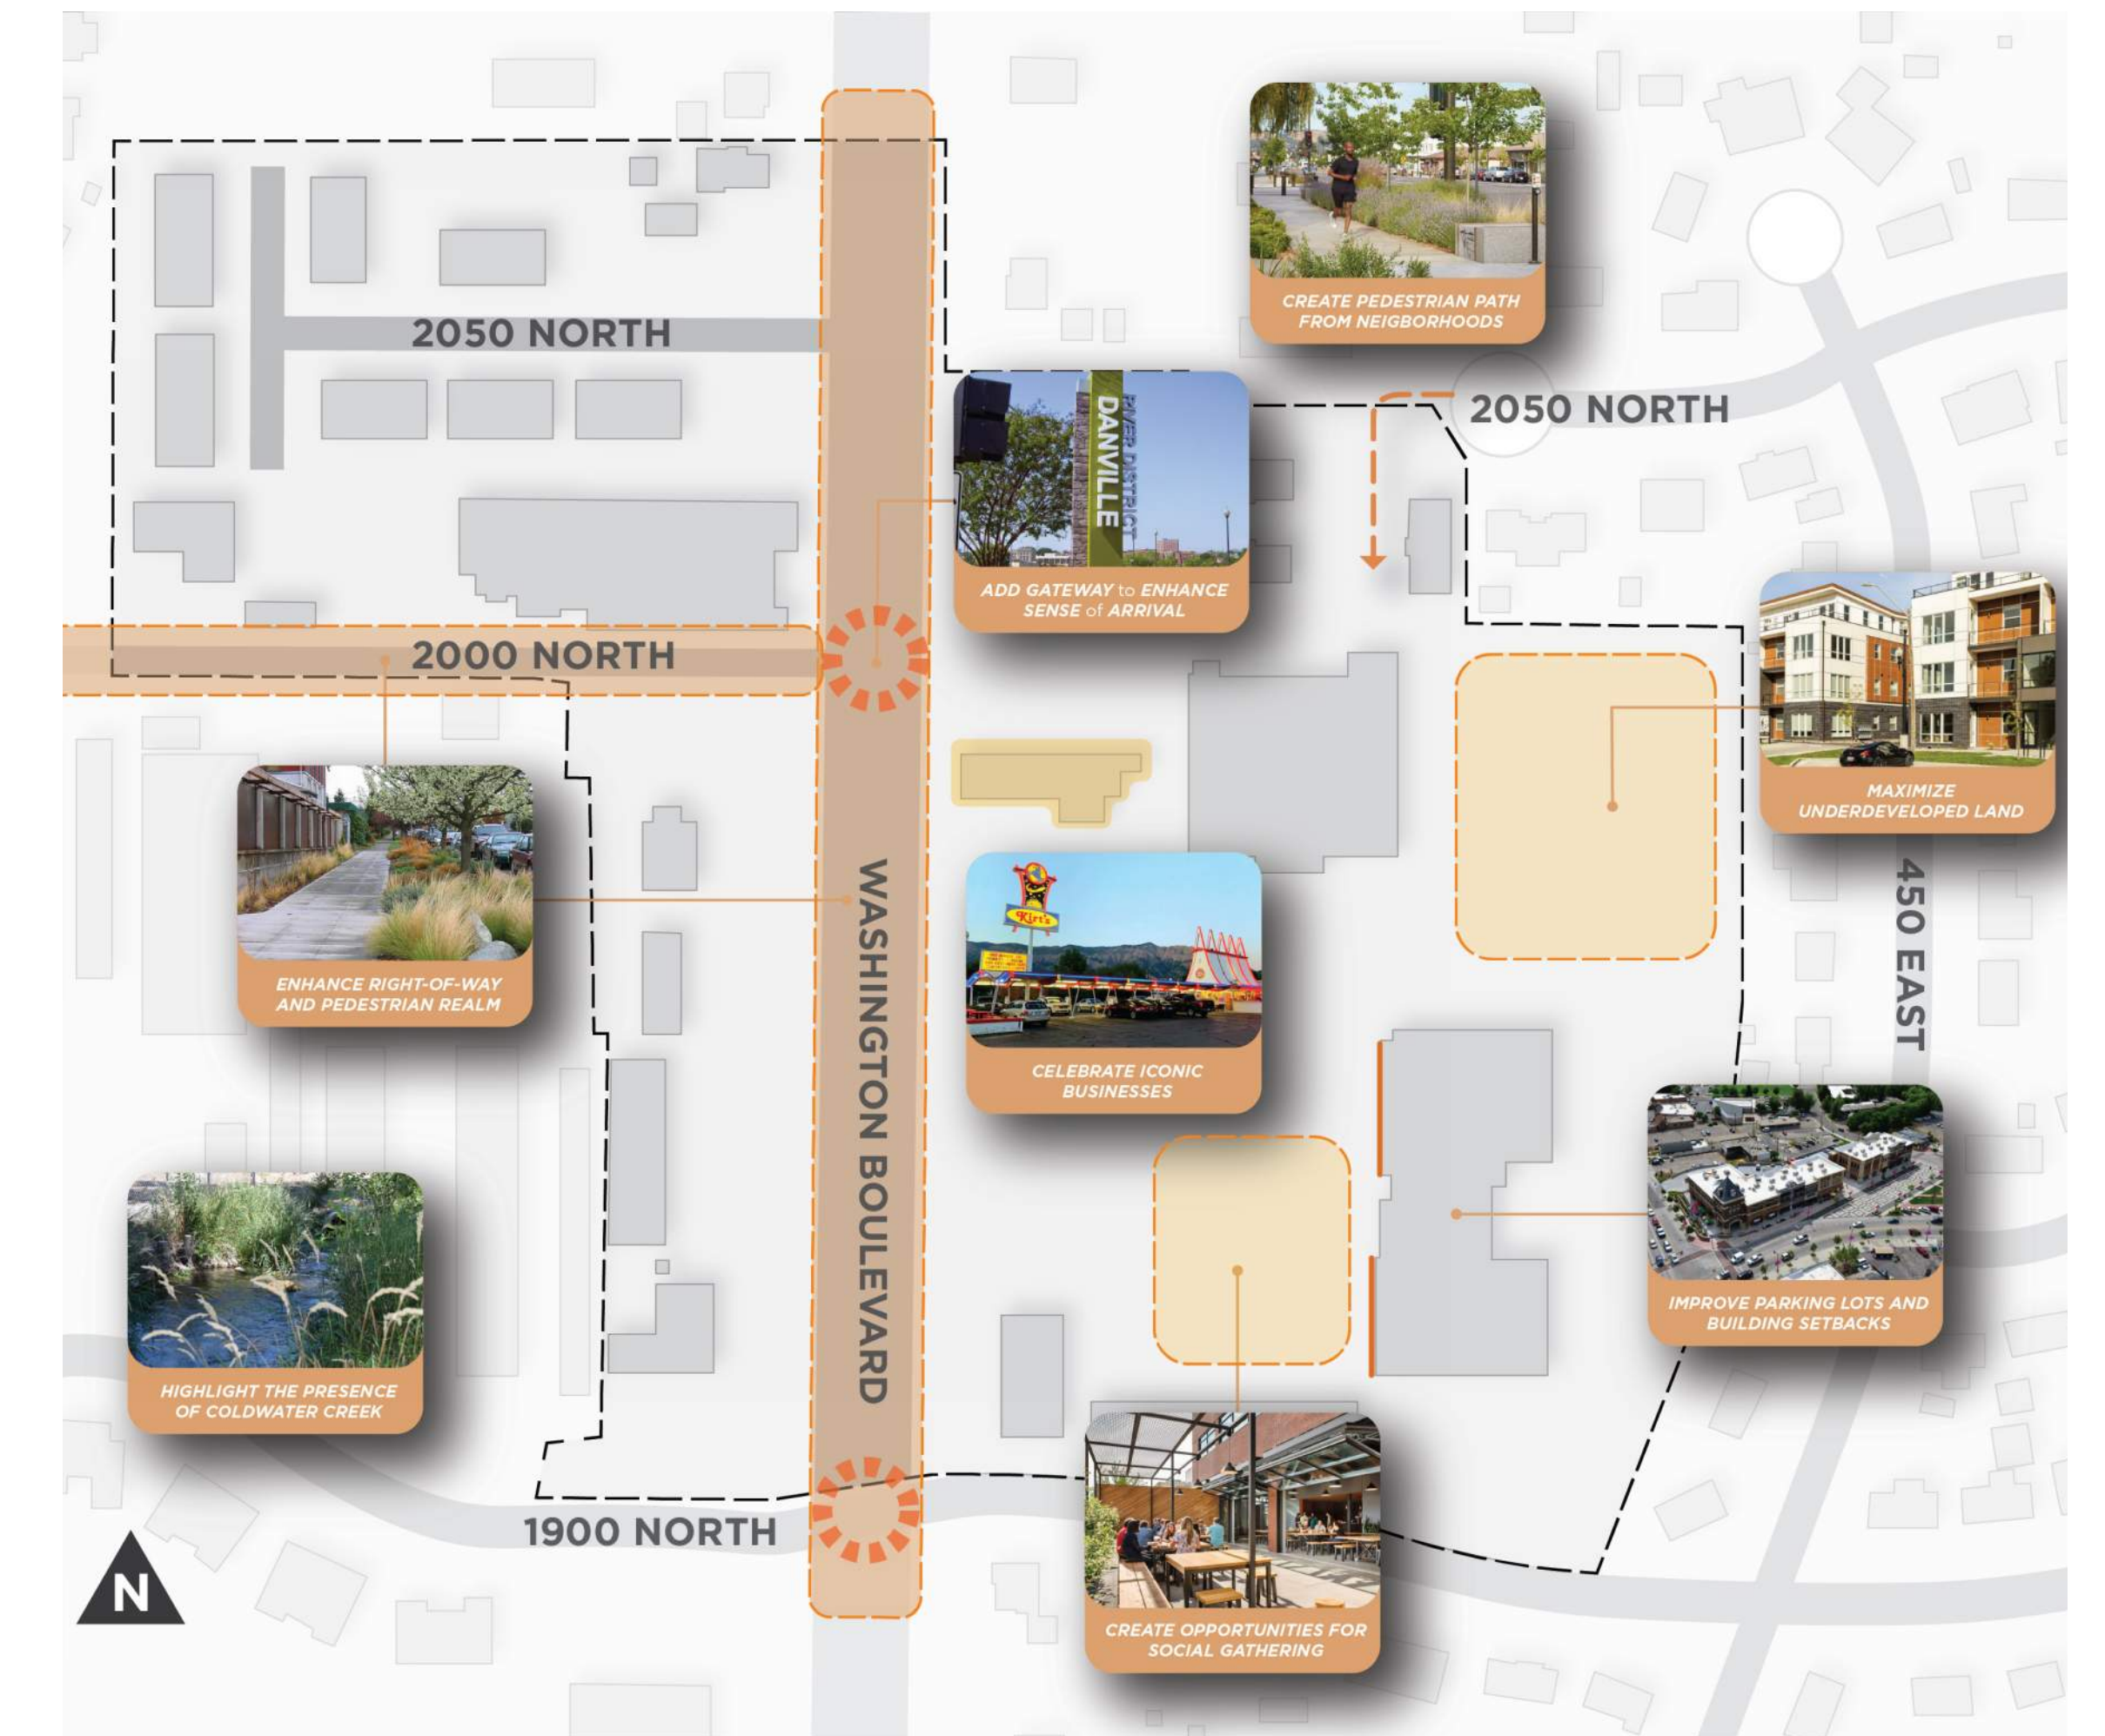 CREATE PEDESTRIAN PATH
FROM NEIGBORHOODS
2050 NORTH
2050 NORTH
RIVER DISTRICT
DANVILLE
ADD GATEWAY to ENHANCE
SENSE of ARRIVAL
2000 NORTH
MAXIMIZE
UNDERDEVELOPED LAND
450 EAST
WASHINGTON BOULEVARD
Kirt's
CELEBRATE ICONIC
BUSINESSES
ENHANCE RIGHT-OF-WAY
AND PEDESTRIAN REALM
IMPROVE PARKING LOTS AND
BUILDING SETBACKS
HIGHLIGHT THE PRESENCE
OF COLDWATER CREEK
1900 NORTH
N
CREATE OPPORTUNITIES FOR
SOCIAL GATHERING